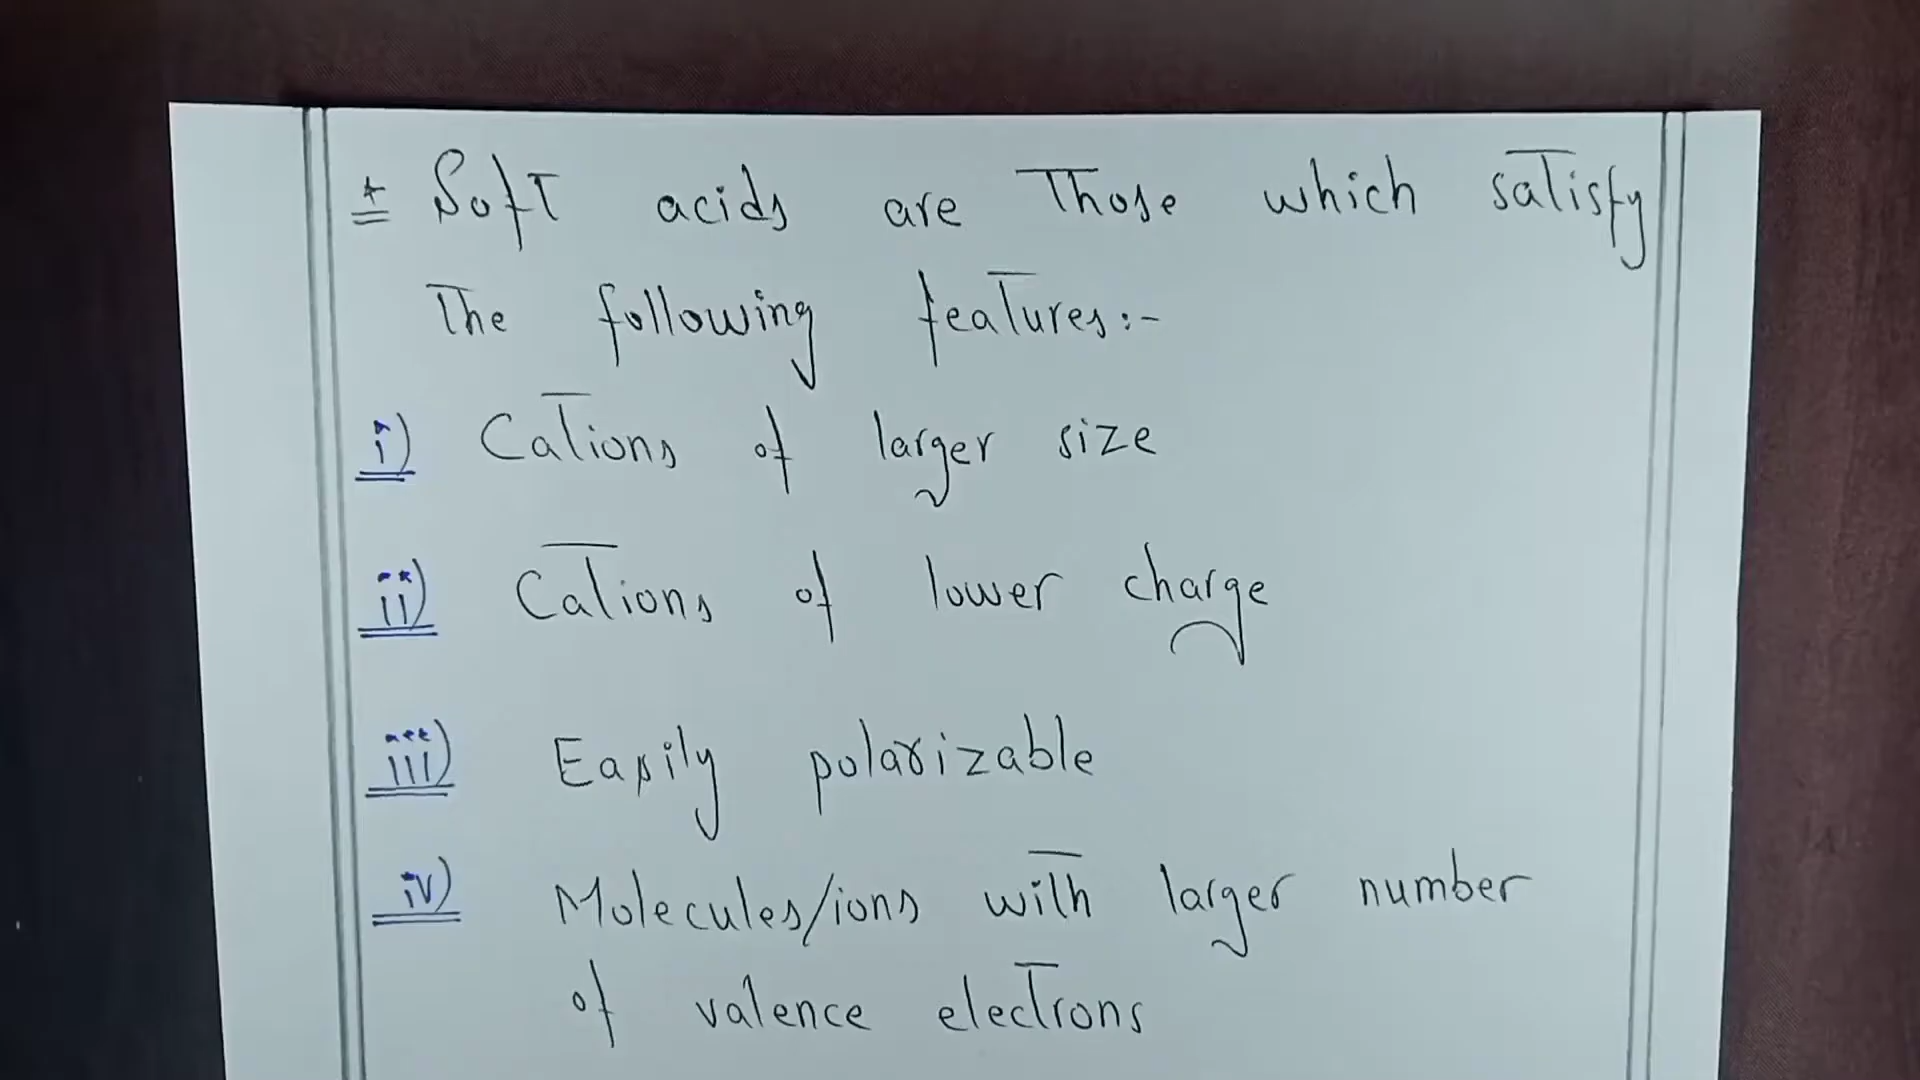 * Soft acids are Those which satisfy
The following features:-
i) Cations of larger size
ii) Cations of lower charge
iii) Easily polarizable
iv) Molecules/ions with larger number
of valence electrons